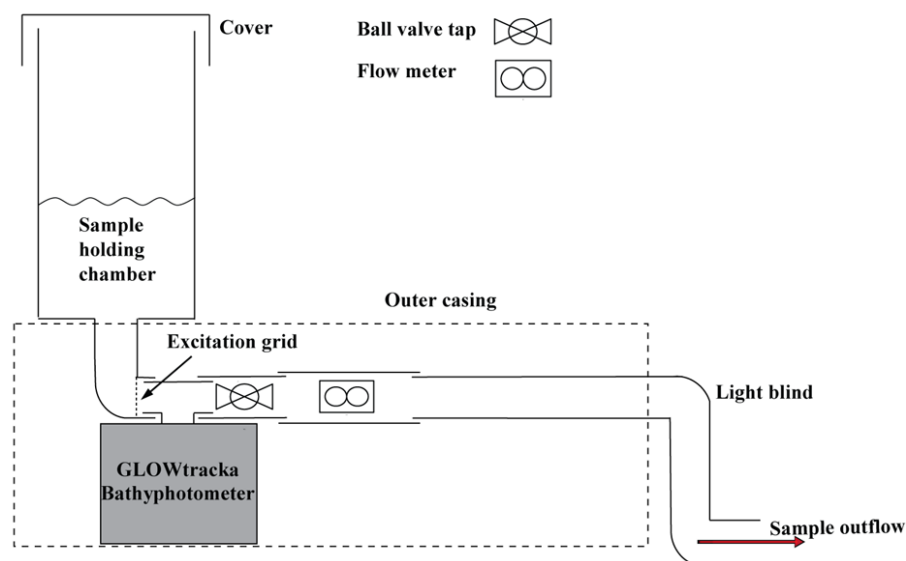 Cover
Ball valve tap
Flow meter
Sample
holding
chamber
Outer casing
Excitation grid
Light blind
GLOWtracka
Bathyphotometer
Sample outflow